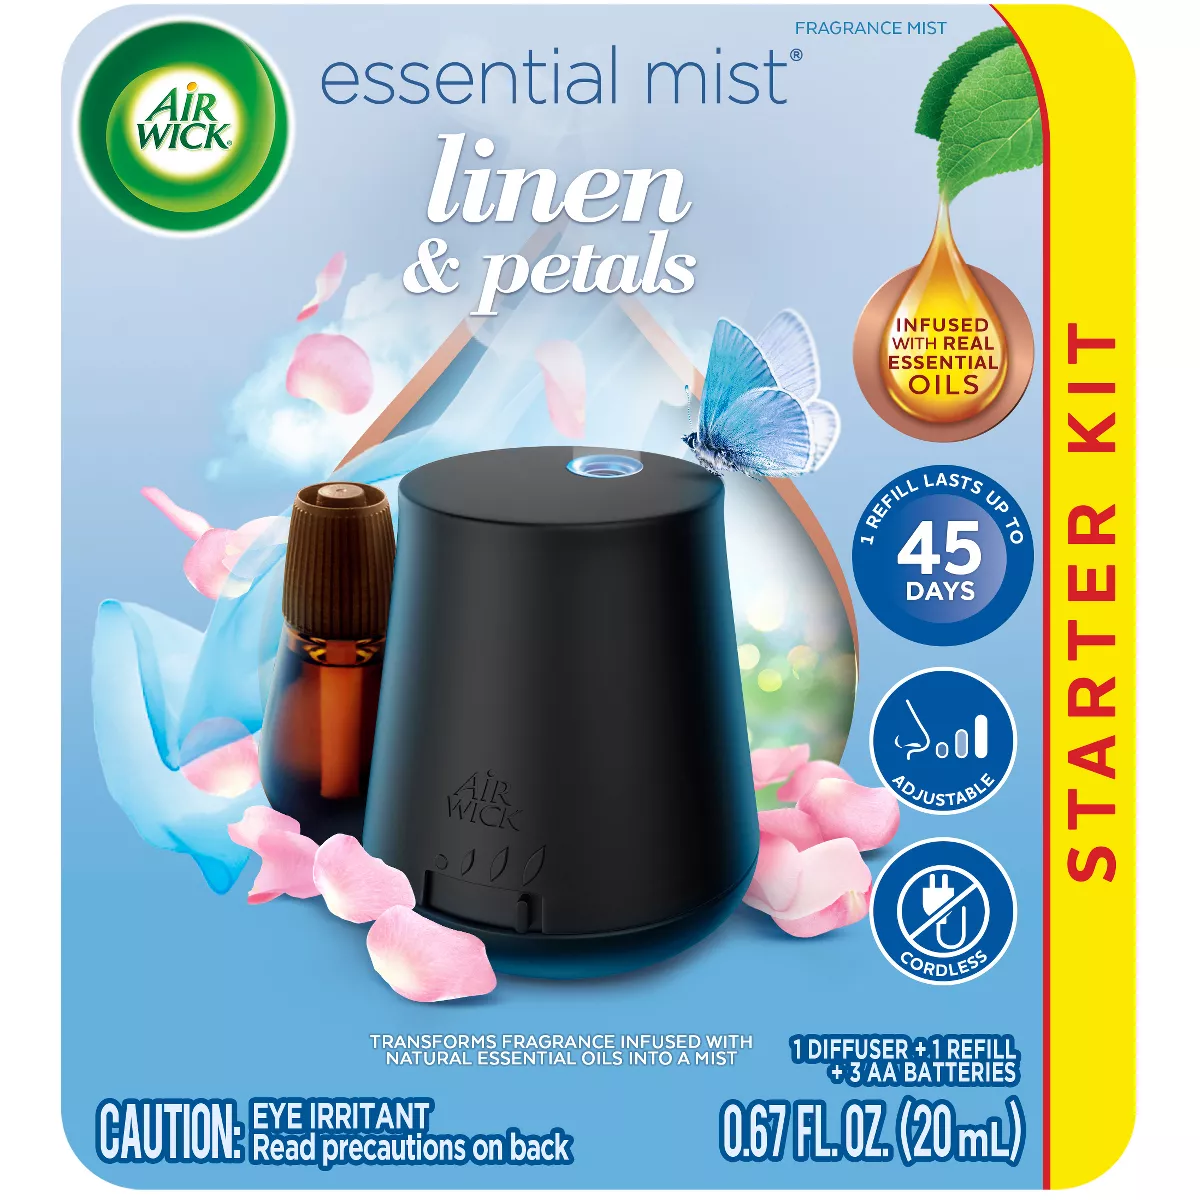 FRAGRANCE MIST
AIR
WICK®
essential mist®
linen
& petals
INFUSED
WITH REAL
ESSENTIAL
OILS
1 REFILL LASTS UP TO
45
DAYS
ADJUSTABLE
CORDLESS
STARTER KIT
AIR
WICK
TRANSFORMS FRAGRANCE INFUSED WITH
NATURAL ESSENTIAL OILS INTO A MIST
1 DIFFUSER + 1 REFILL
+ 3 AA BATTERIES
CAUTION: EYE IRRITANT
Read precautions on back
0.67 FL. OZ. (20 mL)